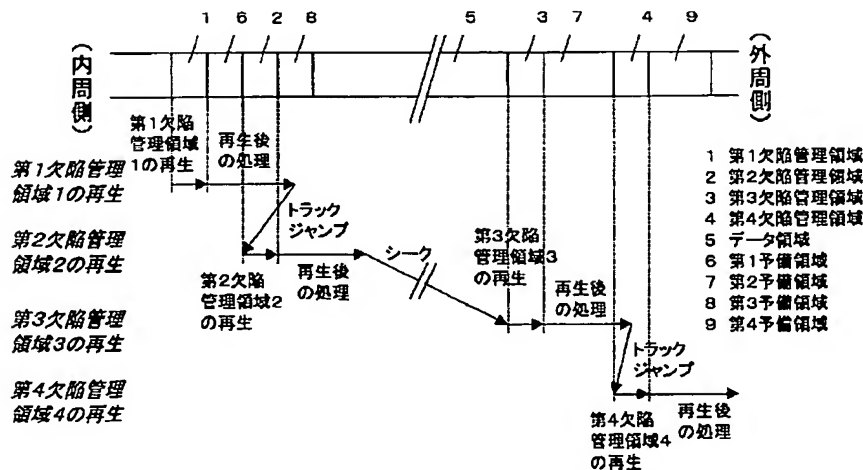 1 6 2 8 5 3 7 4 9
（内周側）
（外周側）
第1欠陥
管理領域
1の再生
再生後
の処理
第1欠陥管理
領域1の再生
トラック
ジャンプ
第2欠陥管理
領域2の再生
第2欠陥
管理領域2
の再生
再生後
の処理
シーク
第3欠陥
管理領域3
の再生
再生後
の処理
第3欠陥管理
領域3の再生
トラック
ジャンプ
第4欠陥管理
領域4の再生
第4欠陥
管理領域4
の再生
再生後
の処理
1 第1欠陥管理領域
2 第2欠陥管理領域
3 第3欠陥管理領域
4 第4欠陥管理領域
5 データ領域
6 第1予備領域
7 第2予備領域
8 第3予備領域
9 第4予備領域